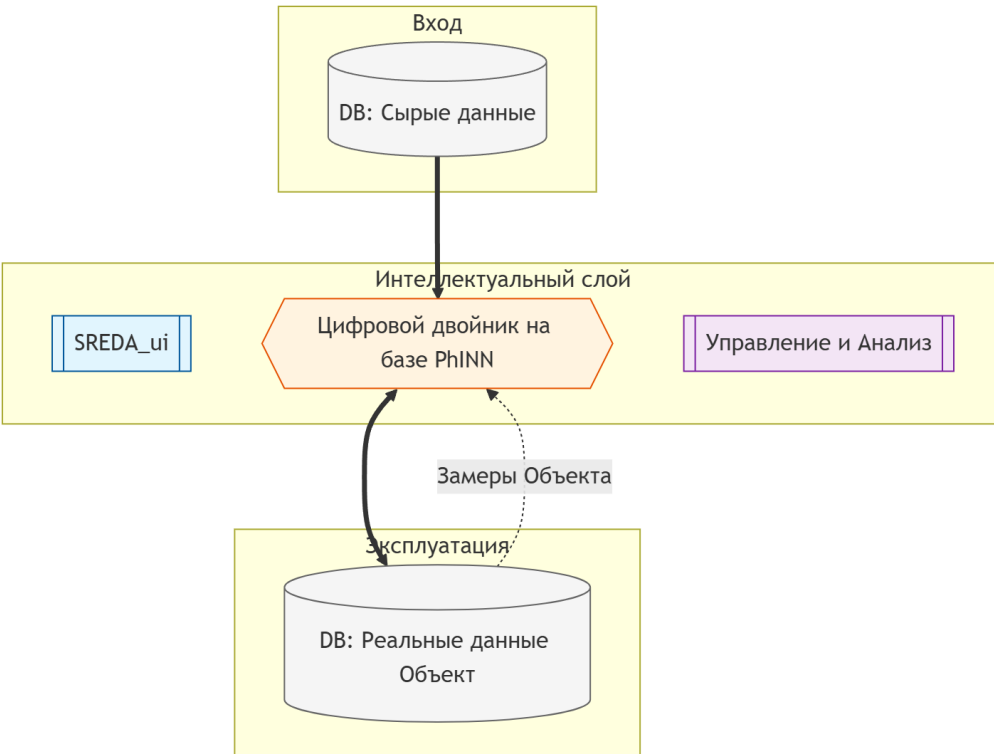 Вход
DB: Сырые данные
Интеллектуальный слой
SREDA_ui
Цифровой двойник на
базе PhINN
Управление и Анализ
Замеры Объекта
Эксплуатация
DB: Реальные данные
Объект